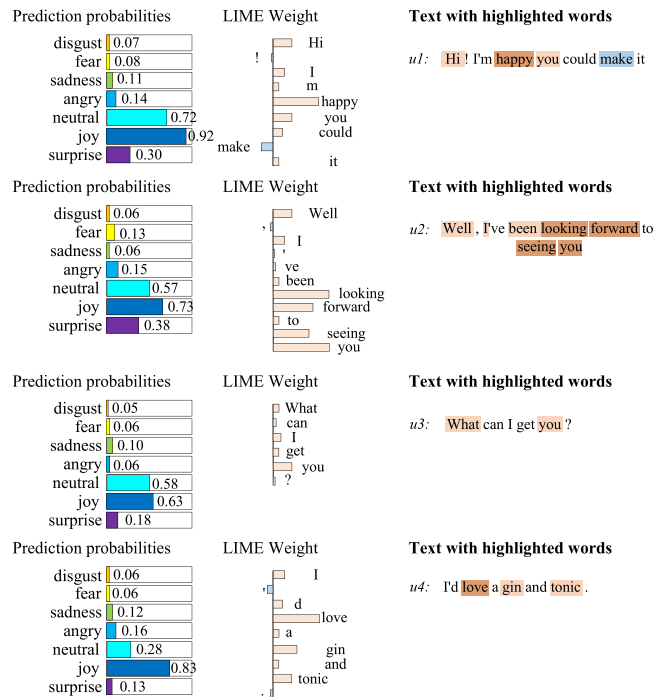 Prediction probabilities LIME Weight Text with highlighted words
disgust 0.07 Hi
fear 0.08 ! u1: Hi ! I'm happy you could make it
sadness 0.11 I
angry 0.14 m
neutral 0.72 happy
joy 0.92 you
surprise 0.30 could
make
it
Prediction probabilities LIME Weight Text with highlighted words
disgust 0.06 Well
fear 0.13 , u2: Well , I've been looking forward to
sadness 0.06 I seeing you
angry 0.15 '
neutral 0.57 ve
joy 0.73 been
surprise 0.38 looking
forward
to
seeing
you
Prediction probabilities LIME Weight Text with highlighted words
disgust 0.05 What
fear 0.06 can u3: What can I get you ?
sadness 0.10 I
angry 0.06 get
neutral 0.58 you
joy 0.63 ?
surprise 0.18
Prediction probabilities LIME Weight Text with highlighted words
disgust 0.06 I
fear 0.06 ' u4: I'd love a gin and tonic .
sadness 0.12 d
angry 0.16 love
neutral 0.28 a
joy 0.83 gin
surprise 0.13 and
tonic
.